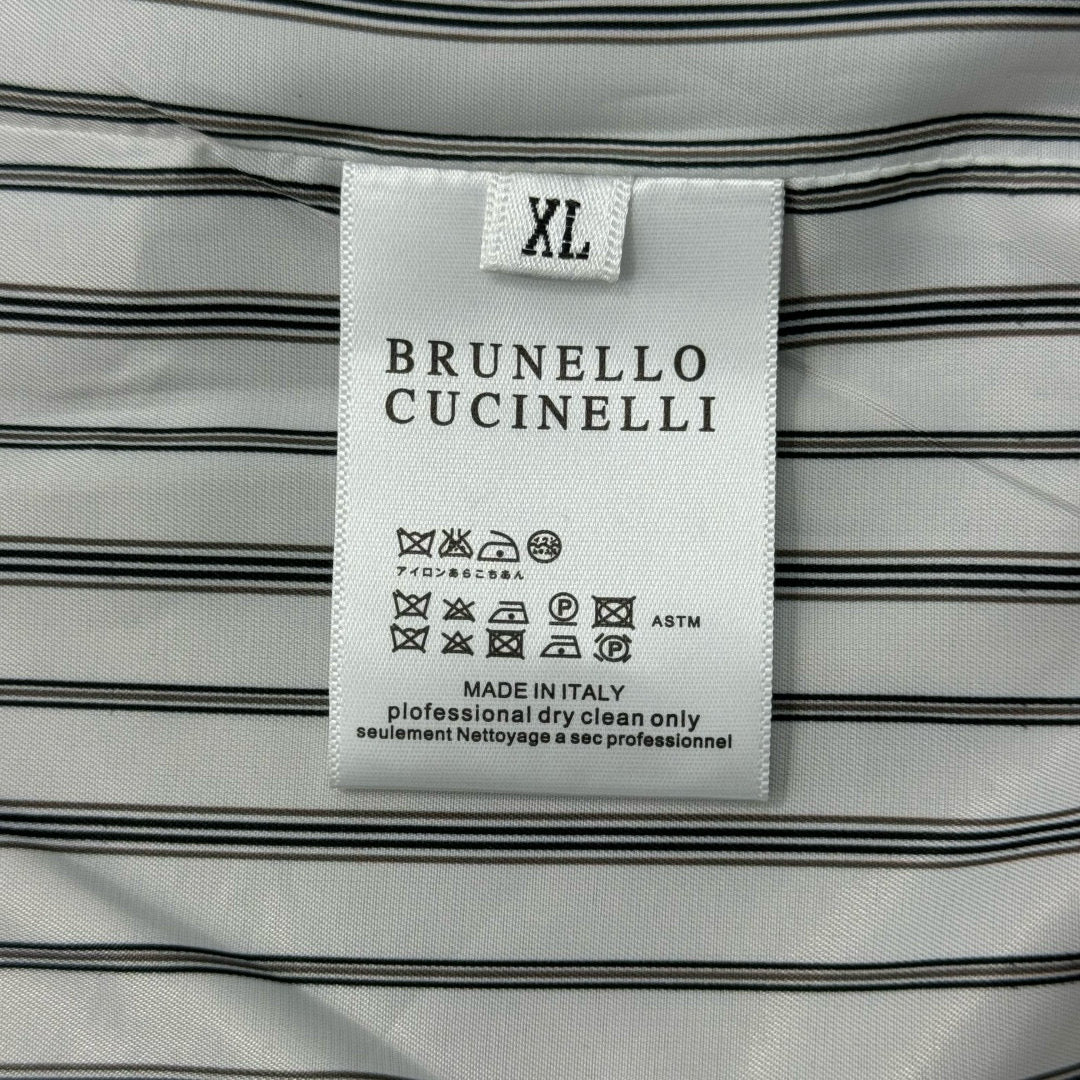 XL
BRUNELLO
CUCINELLI
アイロンあらこちあん
P
ASTM
P
MADE IN ITALY
plofessional dry clean only
seulement Nettoyage a sec professionnel